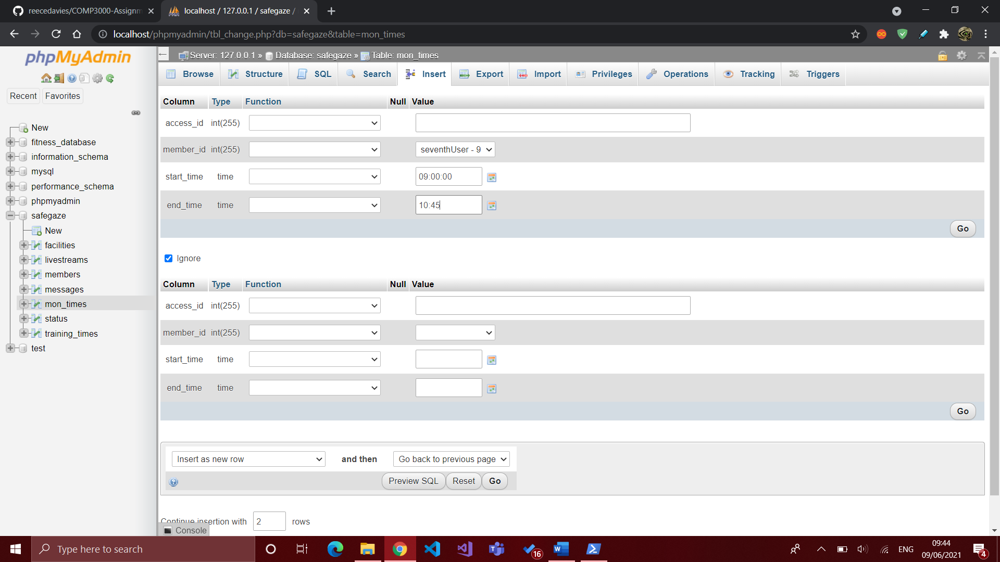 reecedavies/COMP3000-Assignm
localhost / 127.0.0.1 / safegaze /
localhost/phpmyadmin/tbl_change.php?db=safegaze&table=mon_times
phpMyAdmin
Recent Favorites
New
fitness_database
information_schema
mysql
performance_schema
phpmyadmin
safegaze
New
facilities
livestreams
members
messages
mon_times
status
training_times
test
Server: 127.0.0.1 » Database: safegaze » Table: mon_times
Browse Structure SQL Search Insert Export Import Privileges Operations Tracking Triggers
Column Type Function Null Value
access_id int(255)
member_id int(255) seventhUser - 9
start_time time 09:00:00
end_time time 10:45
Go
Ignore
Column Type Function Null Value
access_id int(255)
member_id int(255)
start_time time
end_time time
Go
Insert as new row and then Go back to previous page
Preview SQL Reset Go
Continue insertion with 2 rows
Console
Type here to search
16
ENG
09:44
09/06/2021
4